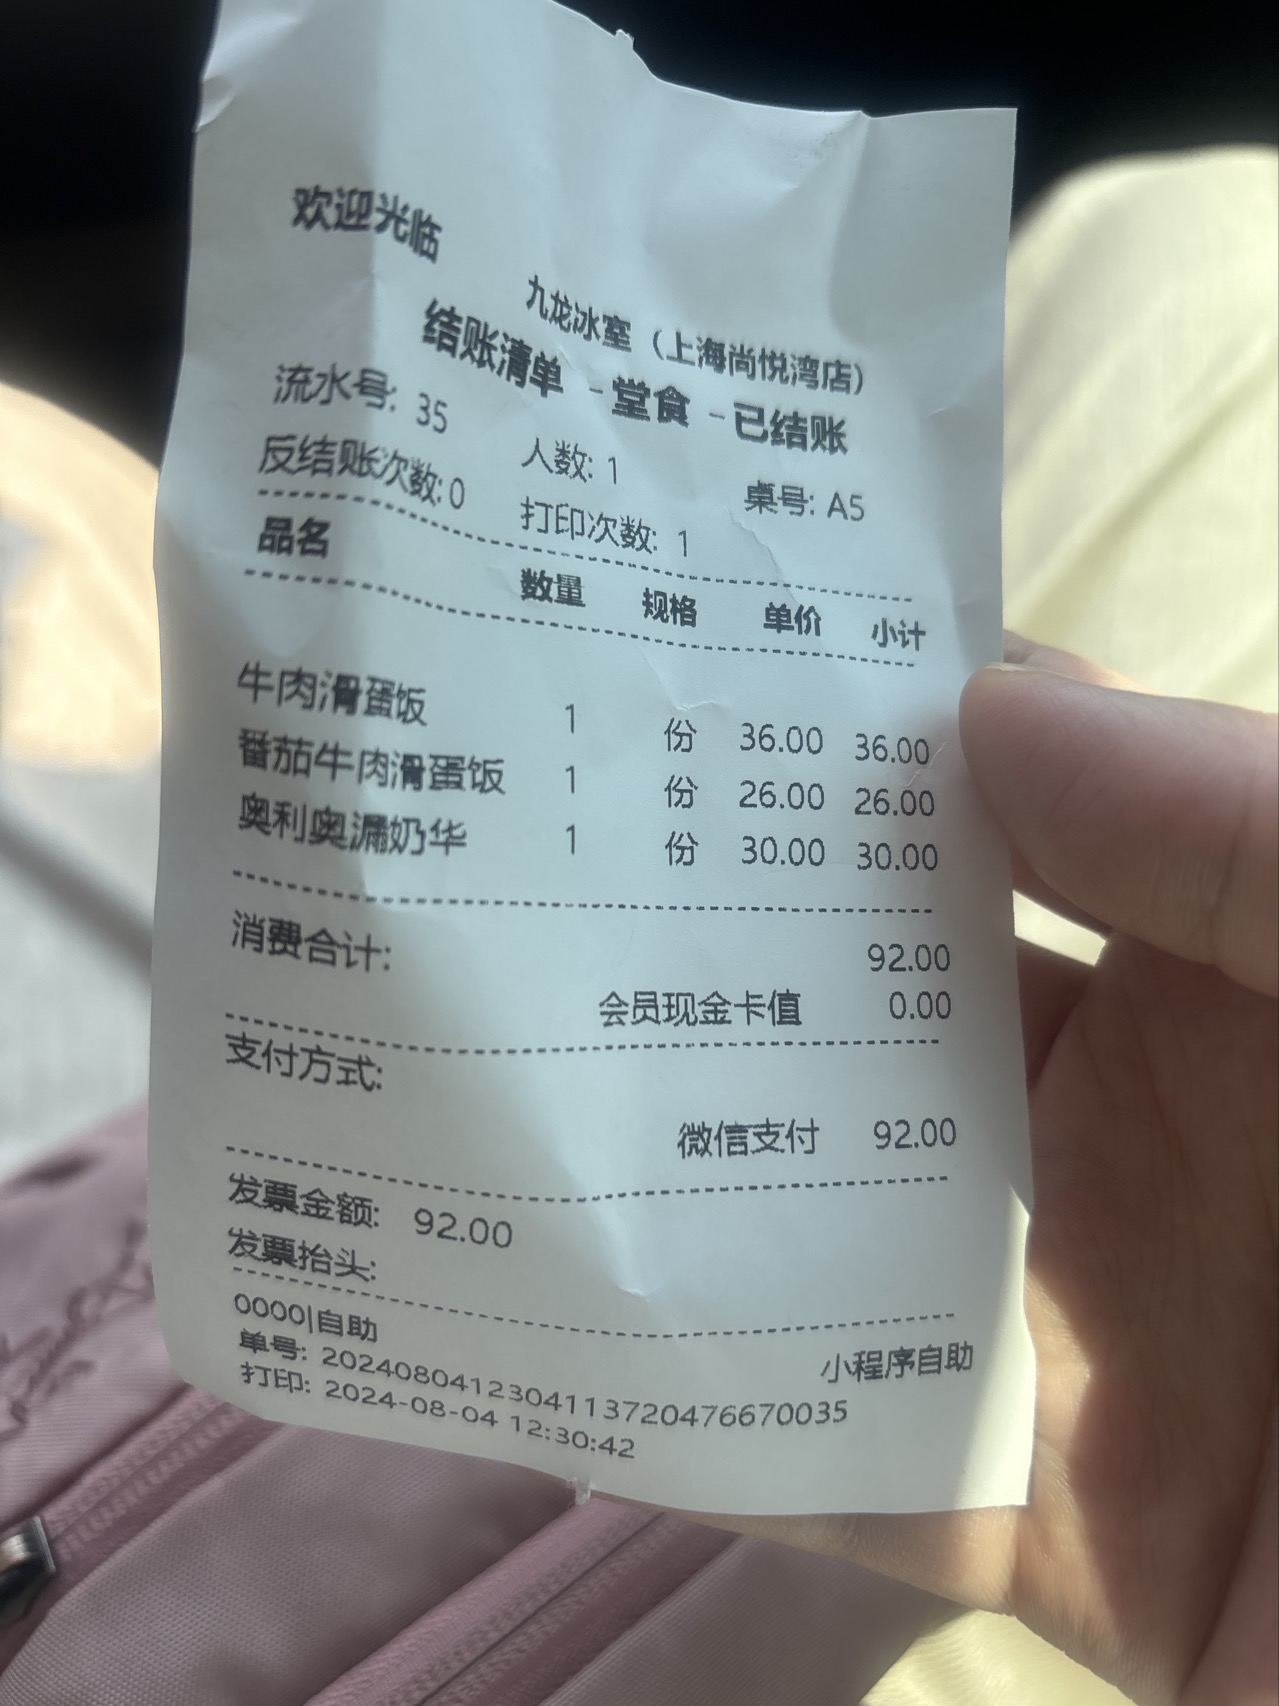 欢迎光临
九龙冰室（上海尚悦湾店）
结账清单 -堂食 -已结账
流水号: 35 人数: 1 桌号: A5
反结账次数:0 打印次数: 1
品名 数量 规格 单价 小计
牛肉滑蛋饭 1 份 36.00 36.00
番茄牛肉滑蛋饭 1 份 26.00 26.00
奥利奥漏奶华 1 份 30.00 30.00
消费合计: 92.00
会员现金卡值 0.00
支付方式:
微信支付 92.00
发票金额: 92.00
发票抬头:
0000|自助 小程序自助
单号: 20240804123041137204766​70035
打印: 2024-08-04 12:30:42